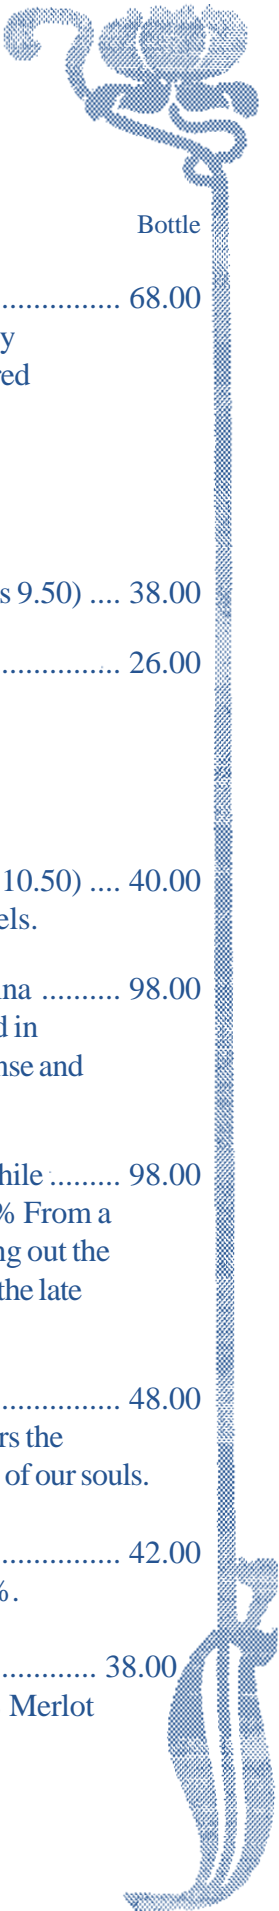 Bottle
............... 68.00
y
red
s 9.50) .... 38.00
............... 26.00
10.50) .... 40.00
els.
na .......... 98.00
d in
nse and
hile ......... 98.00
% From a
ng out the
the late
............... 48.00
rs the
of our souls.
............... 42.00
%.
............ 38.00
Merlot